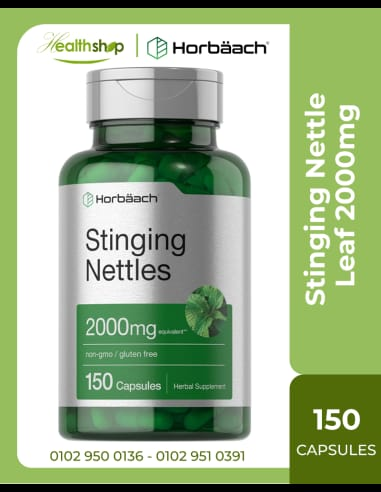 Healthshop
Horbäach®
Horbäach®
Stinging
Nettles
2000mg equivalent**
non-gmo / gluten free
150 Capsules
Herbal Supplement
Stinging Nettle
Leaf 2000mg
150
CAPSULES
0102 950 0136 - 0102 951 0391